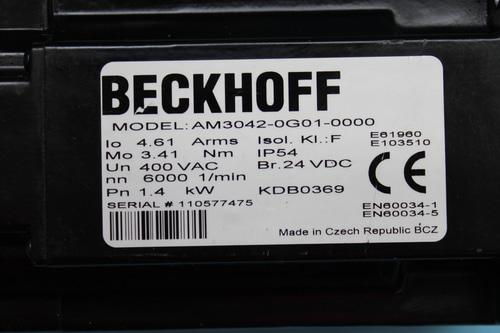 BECKHOFF
MODEL: AM3042-0G01-0000
Io 4.61 Arms Isol. Kl.: F E61960
Mo 3.41 Nm IP54 E103510
Un 400 VAC Br. 24 VDC
nn 6000 1/min
Pn 1.4 kW KDB0369
CE
SERIAL # 110577475 EN60034-1
EN60034-5
Made in Czech Republic BCZ